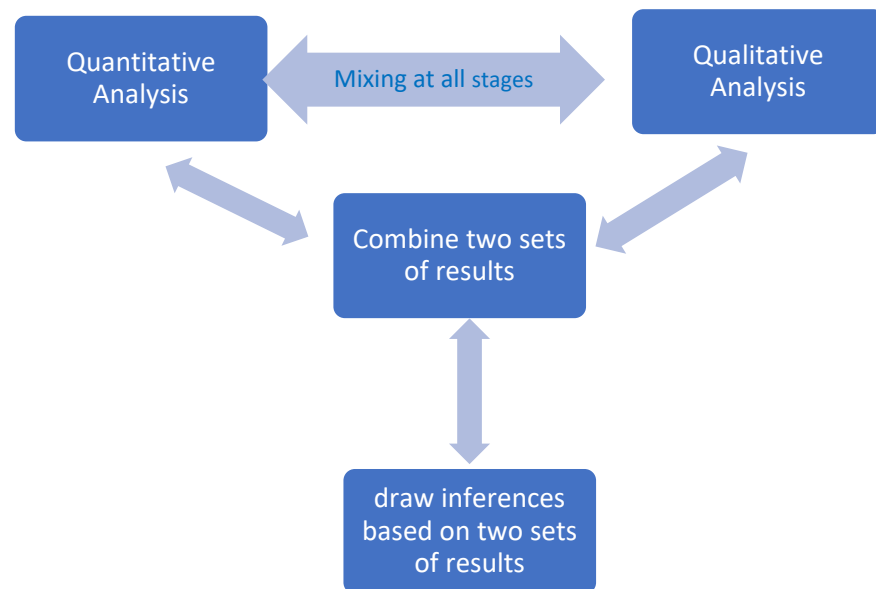 Quantitative
Analysis
Mixing at all stages
Qualitative
Analysis
Combine two sets
of results
draw inferences
based on two sets
of results